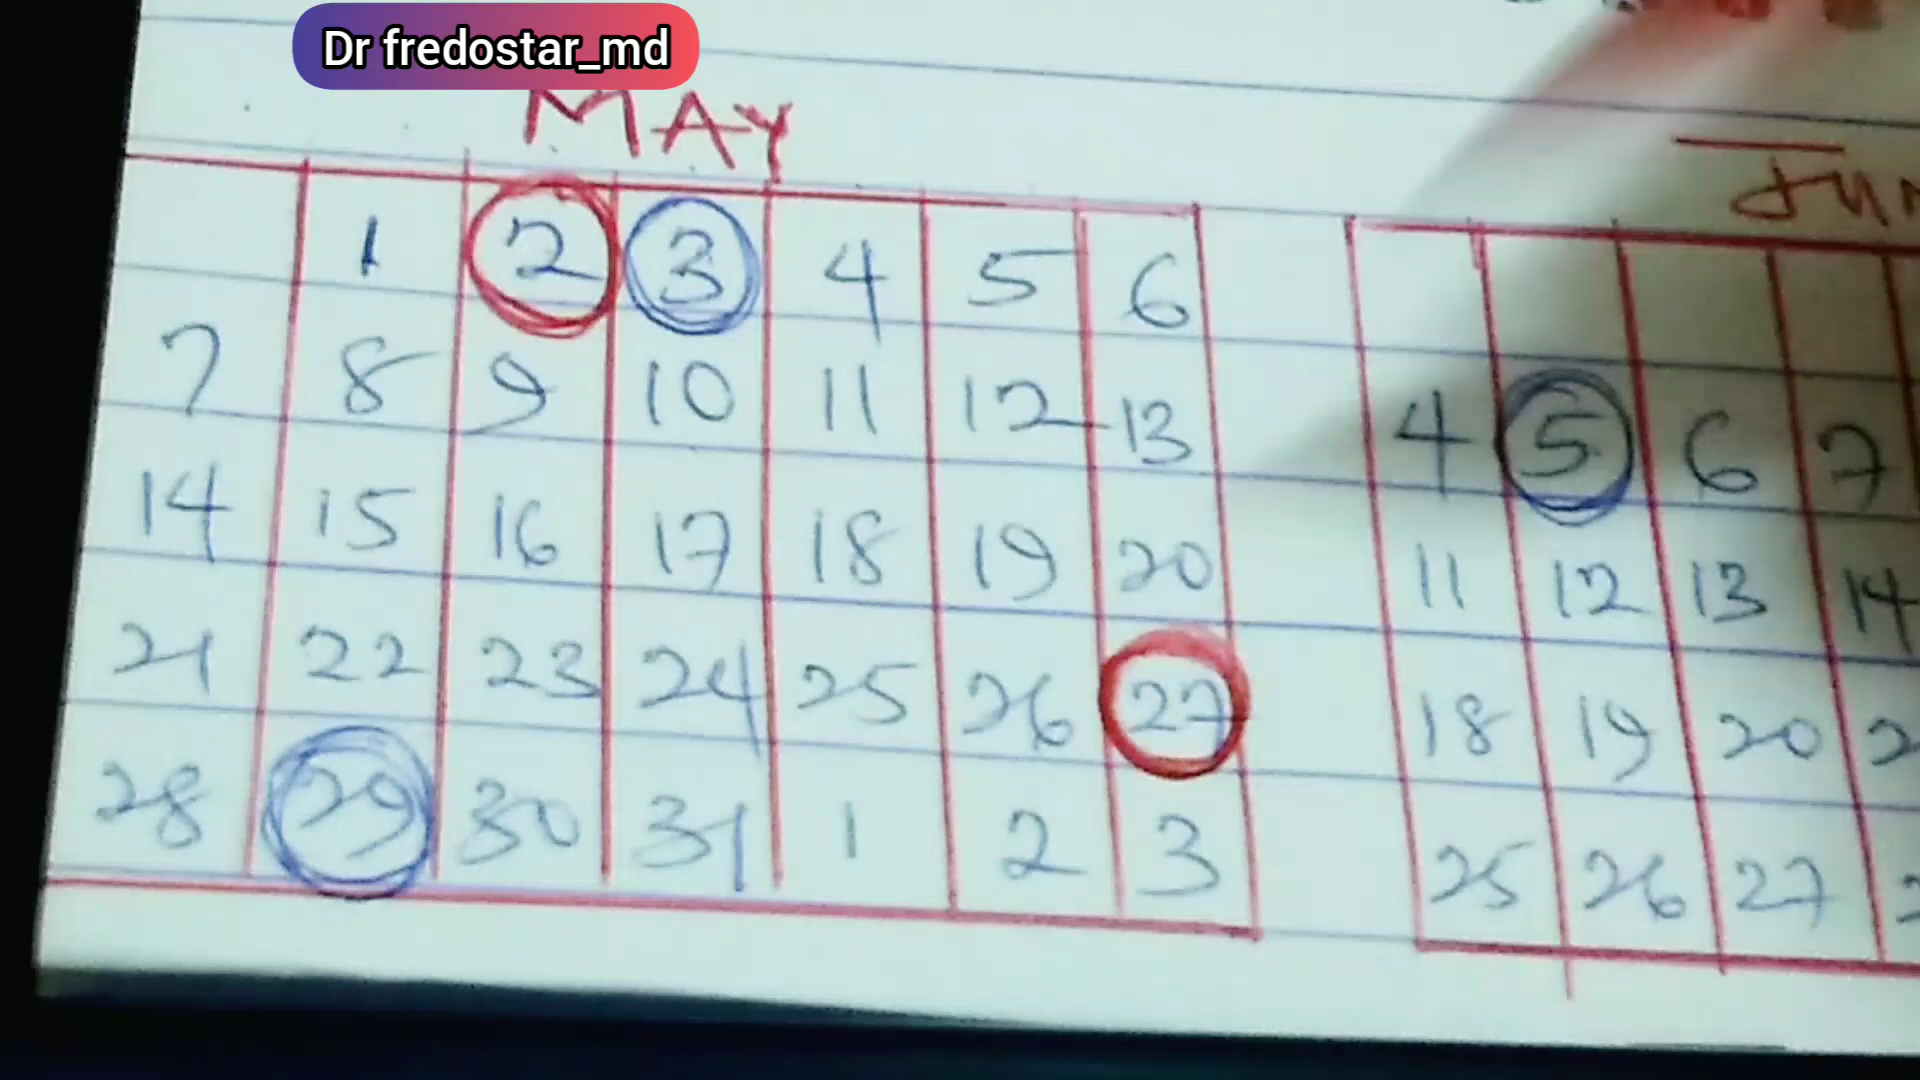 Dr fredostar_md
MAY
JUN
1 2 3 4 5 6
7 8 9 10 11 12 13
14 15 16 17 18 19 20
21 22 23 24 25 26 27
28 29 30 31 1 2 3
4 5 6 7
11 12 13 14
18 19 20
25 26 27